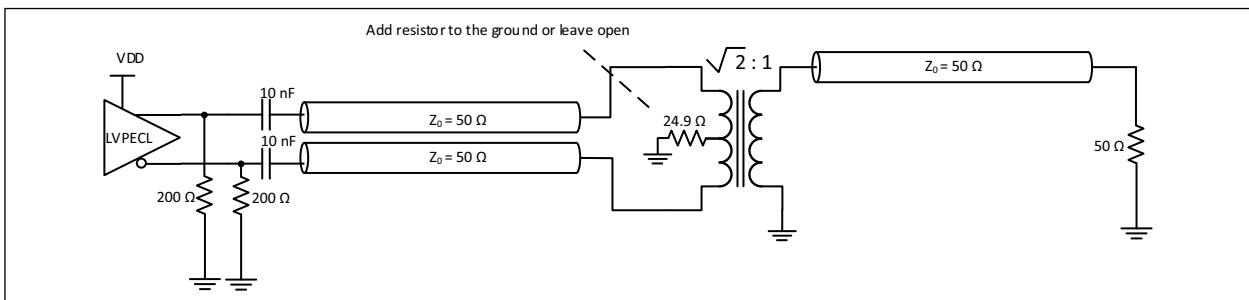 Add resistor to the ground or leave open
VDD
√2 : 1
10 nF
Z₀ = 50 Ω
Z₀ = 50 Ω
LVPECL
24.9 Ω
10 nF
Z₀ = 50 Ω
50 Ω
200 Ω
200 Ω